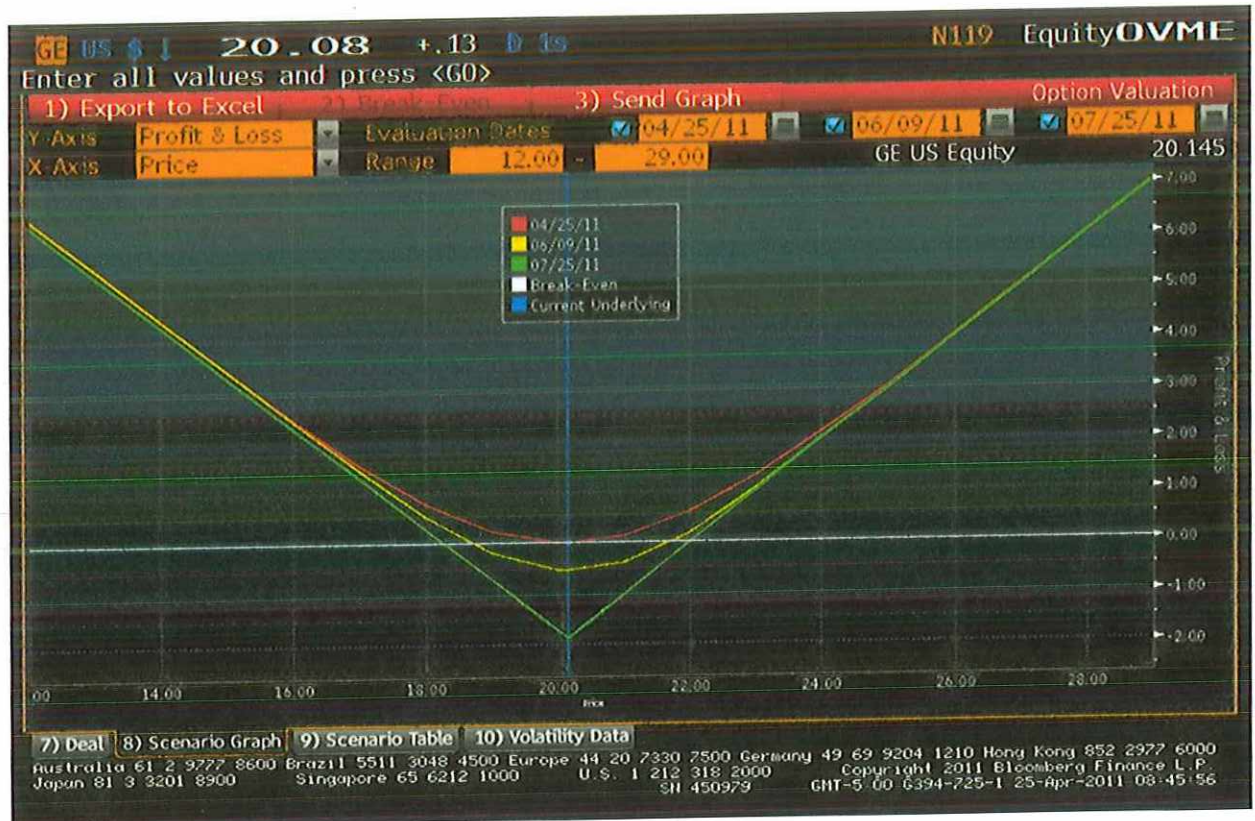 GE US $ ↓ 20.08 +.13 D ts N119 Equity OVME
Enter all values and press <GO>
1) Export to Excel 2) Break-Even 3) Send Graph Option Valuation
Y-Axis Profit & Loss Evaluation Dates 04/25/11 06/09/11 07/25/11
X-Axis Price Range 12.00 - 29.00 GE US Equity 20.145
04/25/11
06/09/11
07/25/11
Break-Even
Current Underlying
7.00
6.00
5.00
4.00
3.00
2.00
1.00
0.00
-1.00
-2.00
Profit & Loss
.00 14.00 16.00 18.00 20.00 22.00 24.00 26.00 28.00
Price
7) Deal 8) Scenario Graph 9) Scenario Table 10) Volatility Data
Australia 61 2 9777 8600 Brazil 5511 3048 4500 Europe 44 20 7330 7500 Germany 49 69 9204 1210 Hong Kong 852 2977 6000
Japan 81 3 3201 8900 Singapore 65 6212 1000 U.S. 1 212 318 2000 Copyright 2011 Bloomberg Finance L.P.
SN 450979 GMT-5:00 G394-725-1 25-Apr-2011 08:45:56